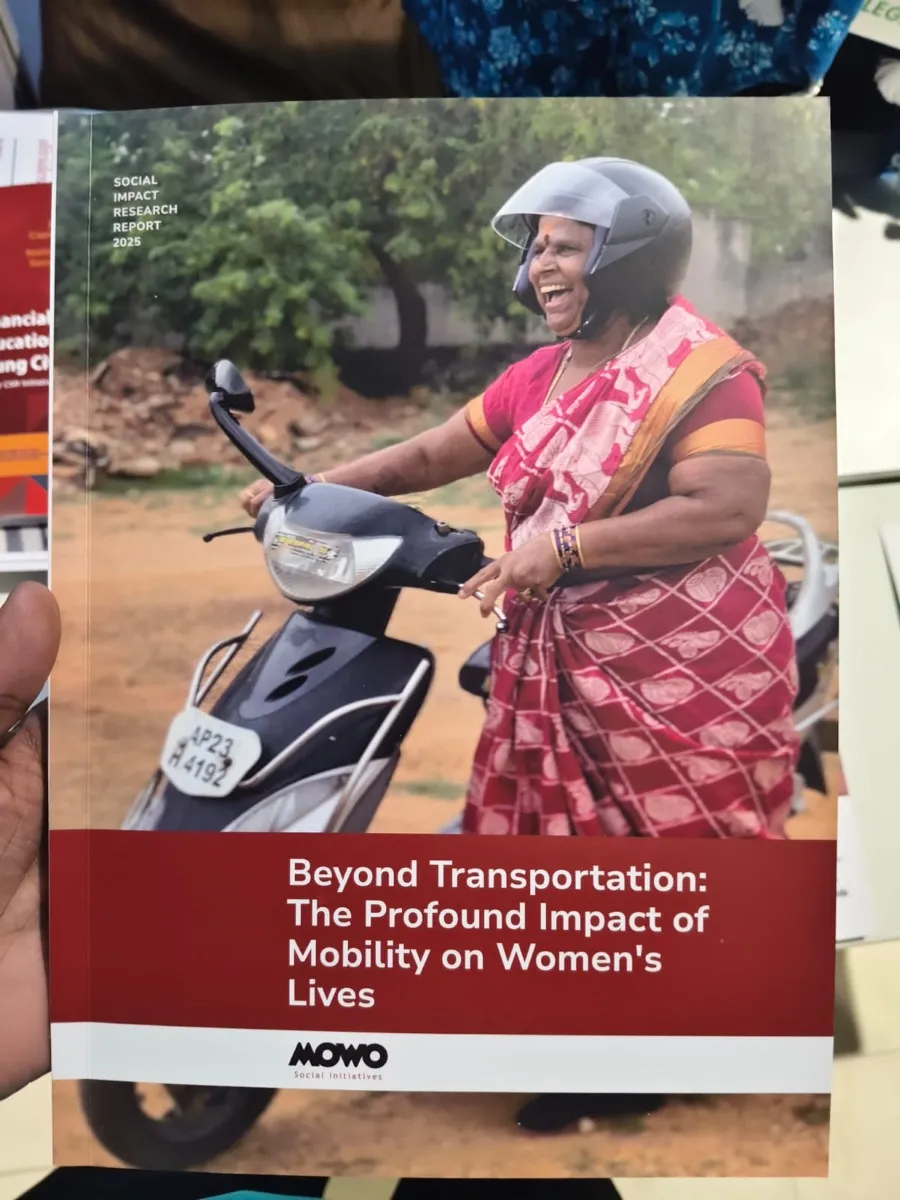 SOCIAL
IMPACT
RESEARCH
REPORT
2025
AP23
H 4192
Beyond Transportation:
The Profound Impact of
Mobility on Women's
Lives
MOWO
Social Initiatives